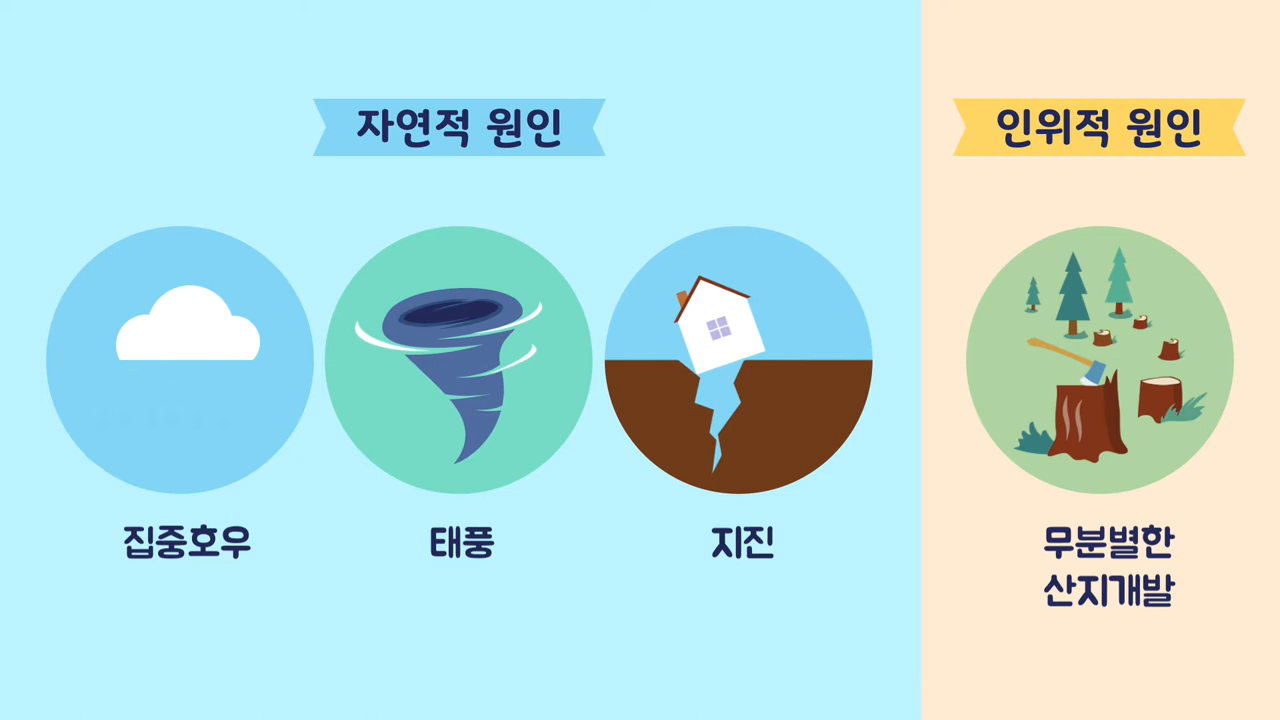 자연적 원인
인위적 원인
집중호우
태풍
지진
무분별한
산지개발